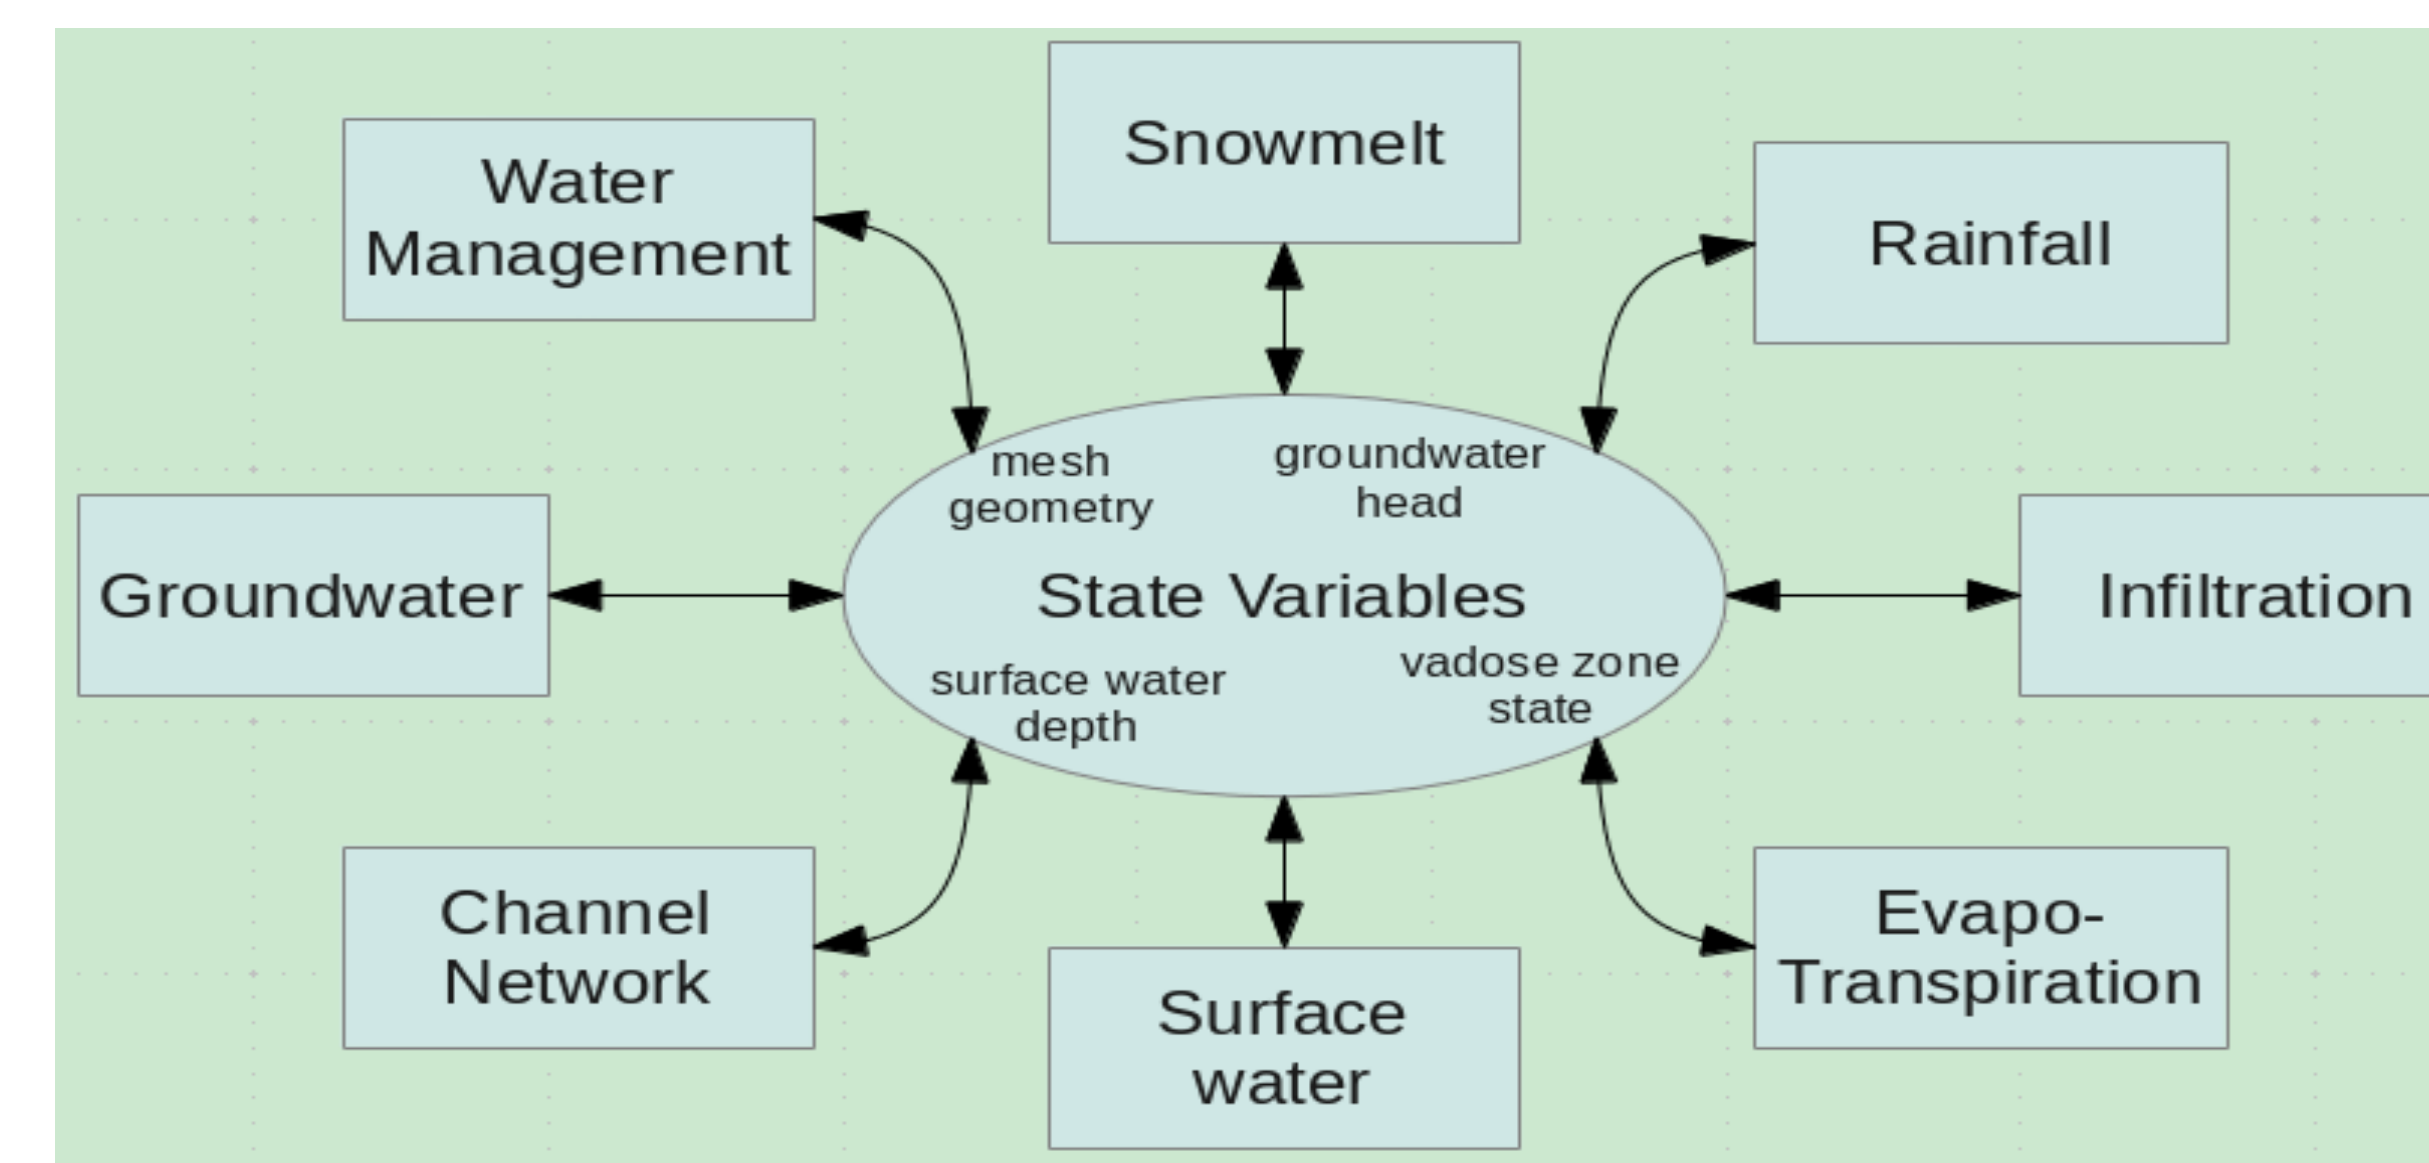 Snowmelt
Water
Management
Rainfall
mesh
geometry
groundwater
head
Groundwater
State Variables
Infiltration
surface water
depth
vadose zone
state
Channel
Network
Evapo-
Transpiration
Surface
water